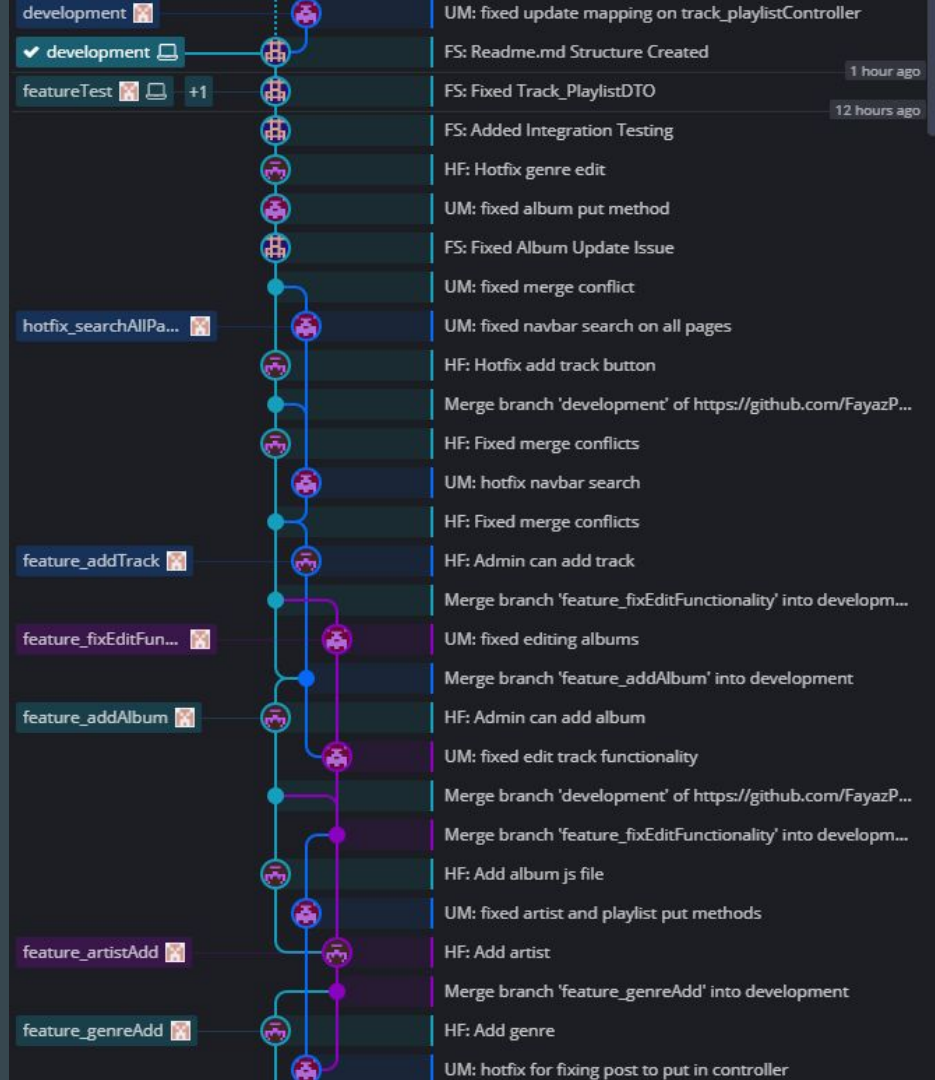 development UM: fixed update mapping on track_playlistController
✔ development FS: Readme.md Structure Created
1 hour ago
featureTest +1 FS: Fixed Track_PlaylistDTO
12 hours ago
FS: Added Integration Testing
HF: Hotfix genre edit
UM: fixed album put method
FS: Fixed Album Update Issue
UM: fixed merge conflict
hotfix_searchAllPa... UM: fixed navbar search on all pages
HF: Hotfix add track button
Merge branch 'development' of https://github.com/FayazP...
HF: Fixed merge conflicts
UM: hotfix navbar search
HF: Fixed merge conflicts
feature_addTrack HF: Admin can add track
Merge branch 'feature_fixEditFunctionality' into developm...
feature_fixEditFun... UM: fixed editing albums
Merge branch 'feature_addAlbum' into development
feature_addAlbum HF: Admin can add album
UM: fixed edit track functionality
Merge branch 'development' of https://github.com/FayazP...
Merge branch 'feature_fixEditFunctionality' into developm...
HF: Add album js file
UM: fixed artist and playlist put methods
feature_artistAdd HF: Add artist
Merge branch 'feature_genreAdd' into development
feature_genreAdd HF: Add genre
UM: hotfix for fixing post to put in controller